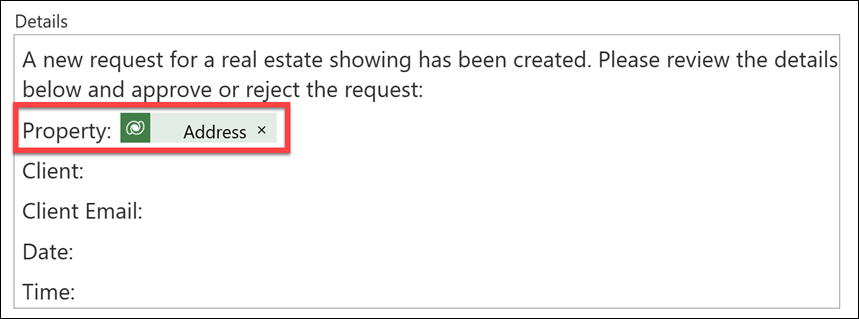 Details
A new request for a real estate showing has been created. Please review the details
below and approve or reject the request:
Property: Address ×
Client:
Client Email:
Date:
Time: